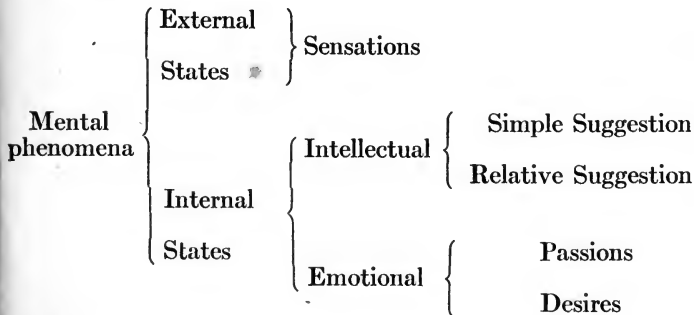 External
States
Sensations
Mental
phenomena
Internal
States
Intellectual
Simple Suggestion
Relative Suggestion
Emotional
Passions
Desires